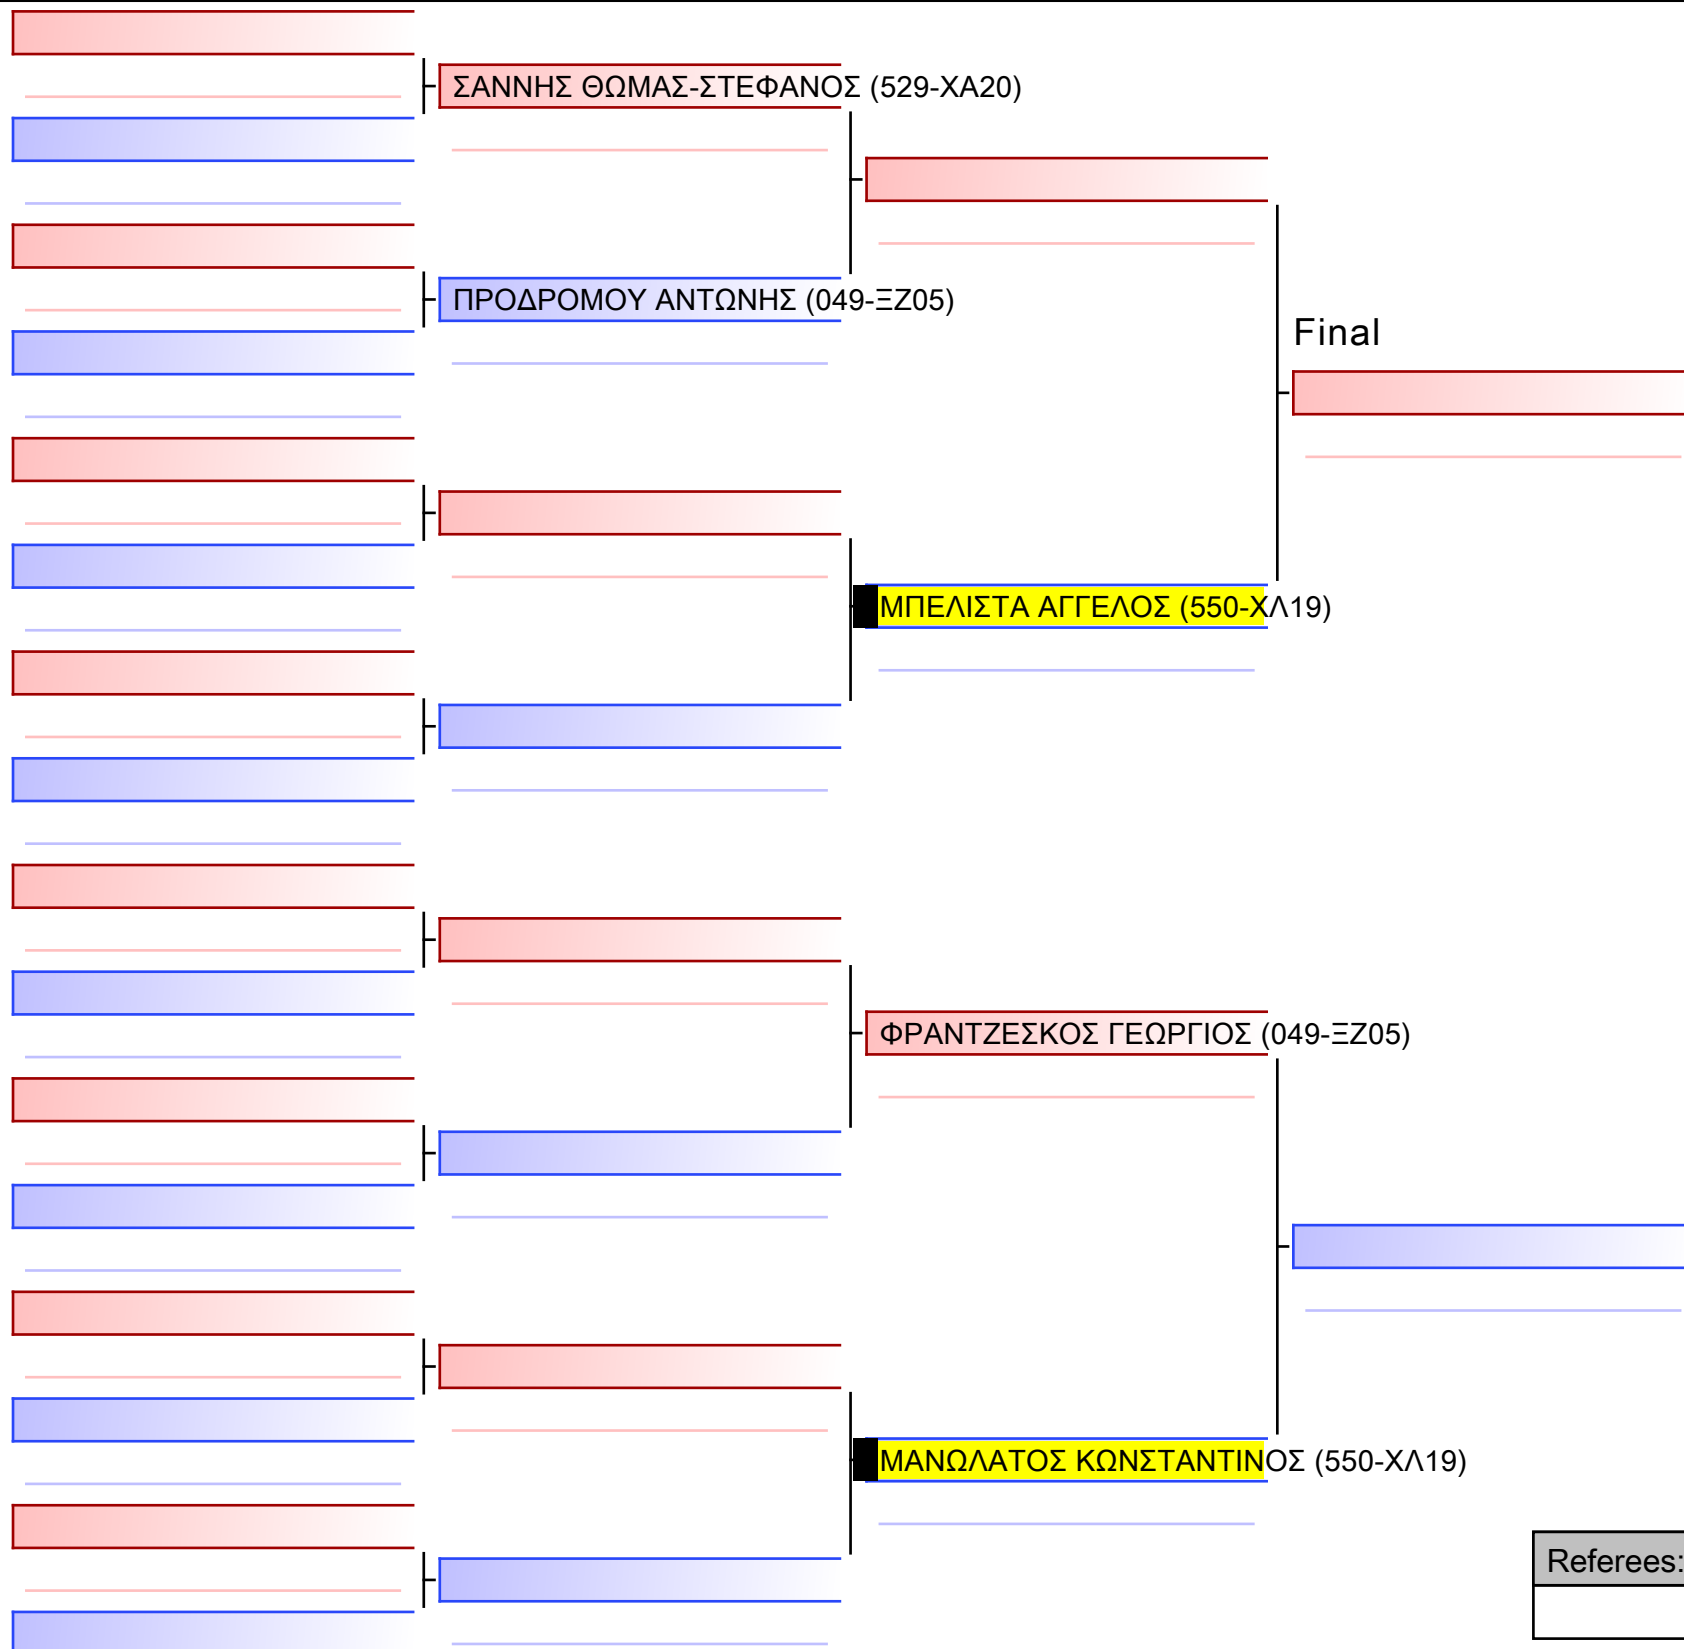 ΣΑΝΝΗΣ ΘΩΜΑΣ-ΣΤΕΦΑΝΟΣ (529-ΧΑ20)
ΠΡΟΔΡΟΜΟΥ ΑΝΤΩΝΗΣ (049-ΞΖ05)
Final
ΜΠΕΛΙΣΤΑ ΑΓΓΕΛΟΣ (550-ΧΛ19)
ΦΡΑΝΤΖΕΣΚΟΣ ΓΕΩΡΓΙΟΣ (049-ΞΖ05)
ΜΑΝΩΛΑΤΟΣ ΚΩΝΣΤΑΝΤΙΝΟΣ (550-ΧΛ19)
Referees: